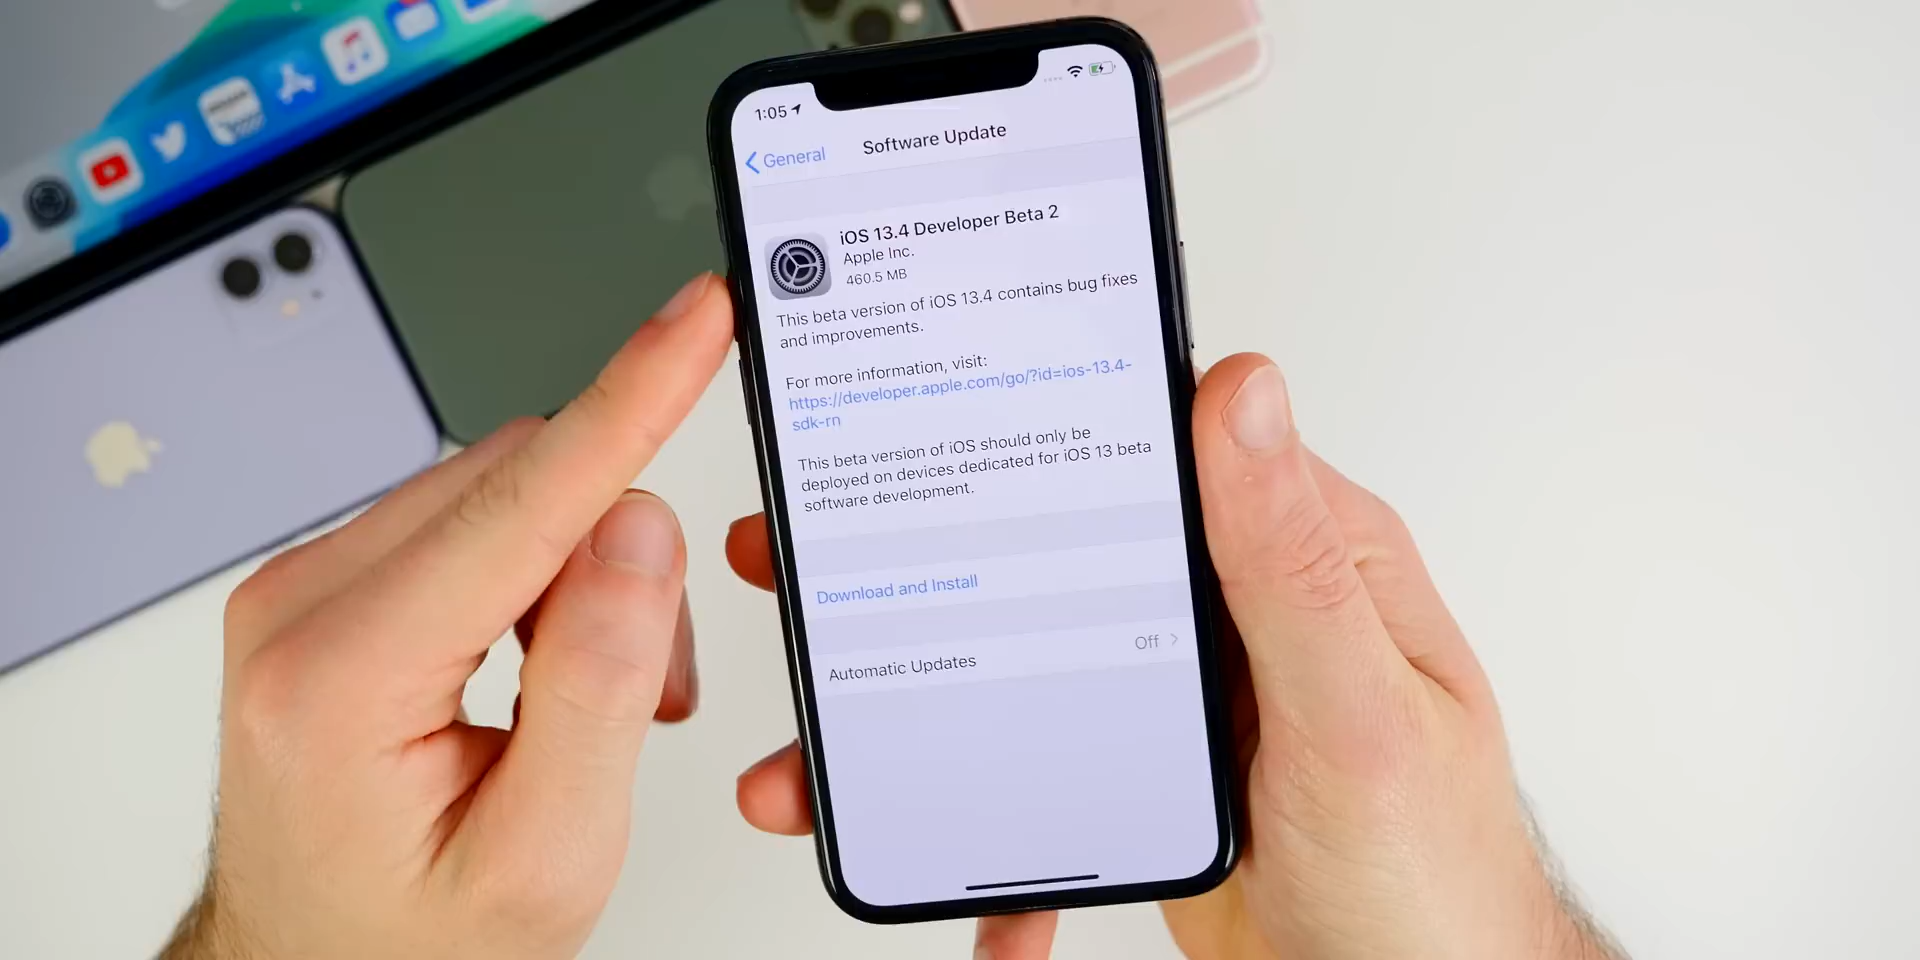 1:05
General
Software Update
iOS 13.4 Developer Beta 2
Apple Inc.
460.5 MB
This beta version of iOS 13.4 contains bug fixes
and improvements.
For more information, visit:
https://developer.apple.com/go/?id=ios-13.4-
sdk-rn
This beta version of iOS should only be
deployed on devices dedicated for iOS 13 beta
software development.
Download and Install
Automatic Updates
Off